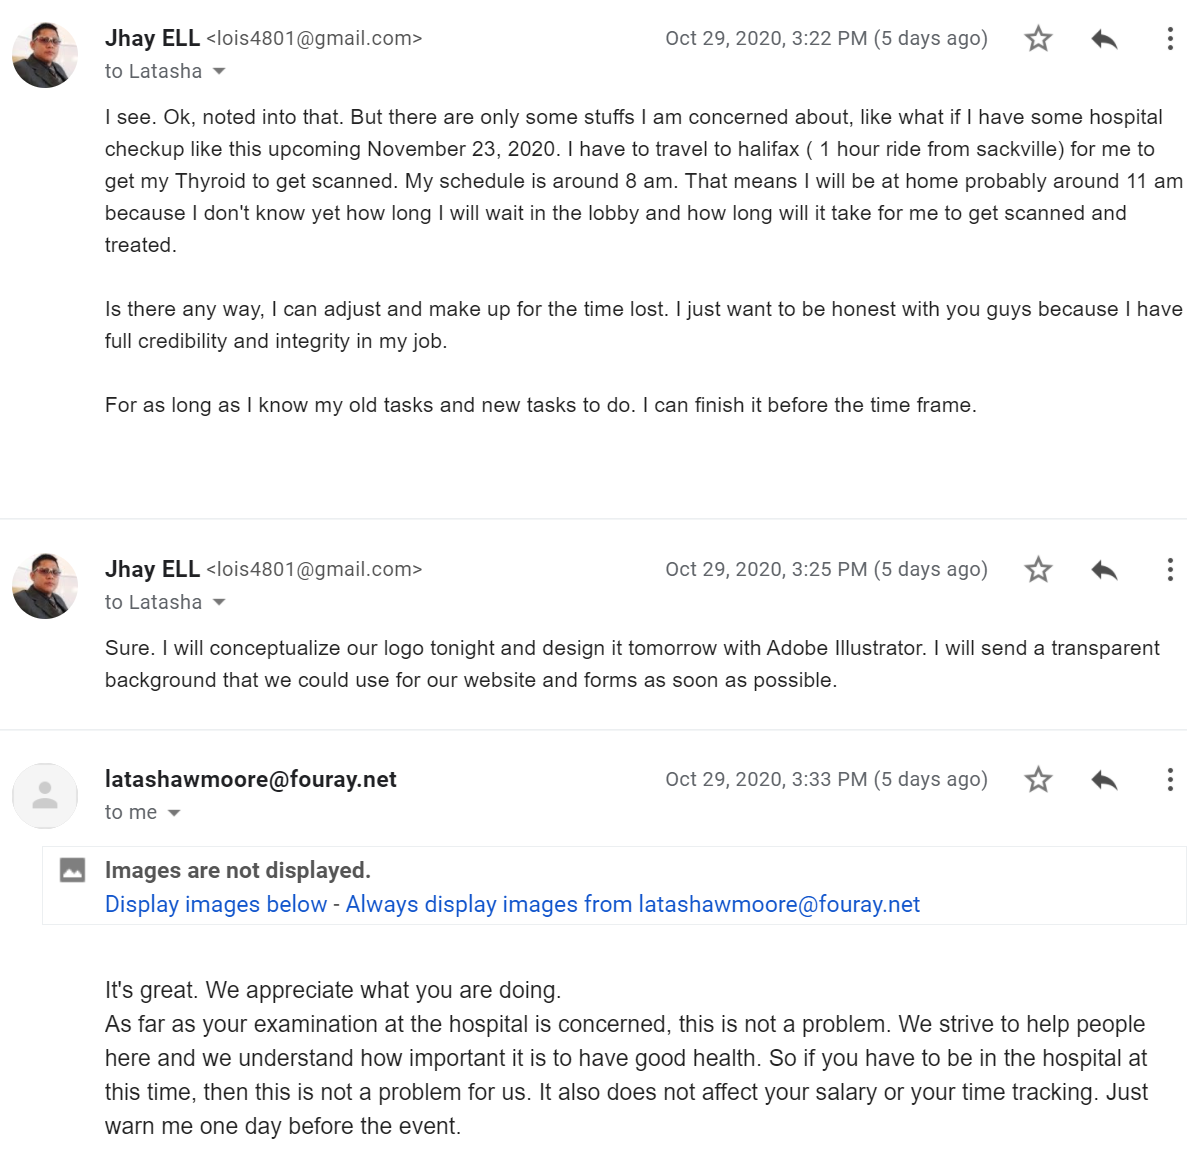 Jhay ELL <lois4801@gmail.com> Oct 29, 2020, 3:22 PM (5 days ago)
to Latasha
I see. Ok, noted into that. But there are only some stuffs I am concerned about, like what if I have some hospital
checkup like this upcoming November 23, 2020. I have to travel to halifax ( 1 hour ride from sackville) for me to
get my Thyroid to get scanned. My schedule is around 8 am. That means I will be at home probably around 11 am
because I don't know yet how long I will wait in the lobby and how long will it take for me to get scanned and
treated.
Is there any way, I can adjust and make up for the time lost. I just want to be honest with you guys because I have
full credibility and integrity in my job.
For as long as I know my old tasks and new tasks to do. I can finish it before the time frame.
Jhay ELL <lois4801@gmail.com> Oct 29, 2020, 3:25 PM (5 days ago)
to Latasha
Sure. I will conceptualize our logo tonight and design it tomorrow with Adobe Illustrator. I will send a transparent
background that we could use for our website and forms as soon as possible.
latashawmoore@fouray.net Oct 29, 2020, 3:33 PM (5 days ago)
to me
Images are not displayed.
Display images below - Always display images from latashawmoore@fouray.net
It's great. We appreciate what you are doing.
As far as your examination at the hospital is concerned, this is not a problem. We strive to help people
here and we understand how important it is to have good health. So if you have to be in the hospital at
this time, then this is not a problem for us. It also does not affect your salary or your time tracking. Just
warn me one day before the event.